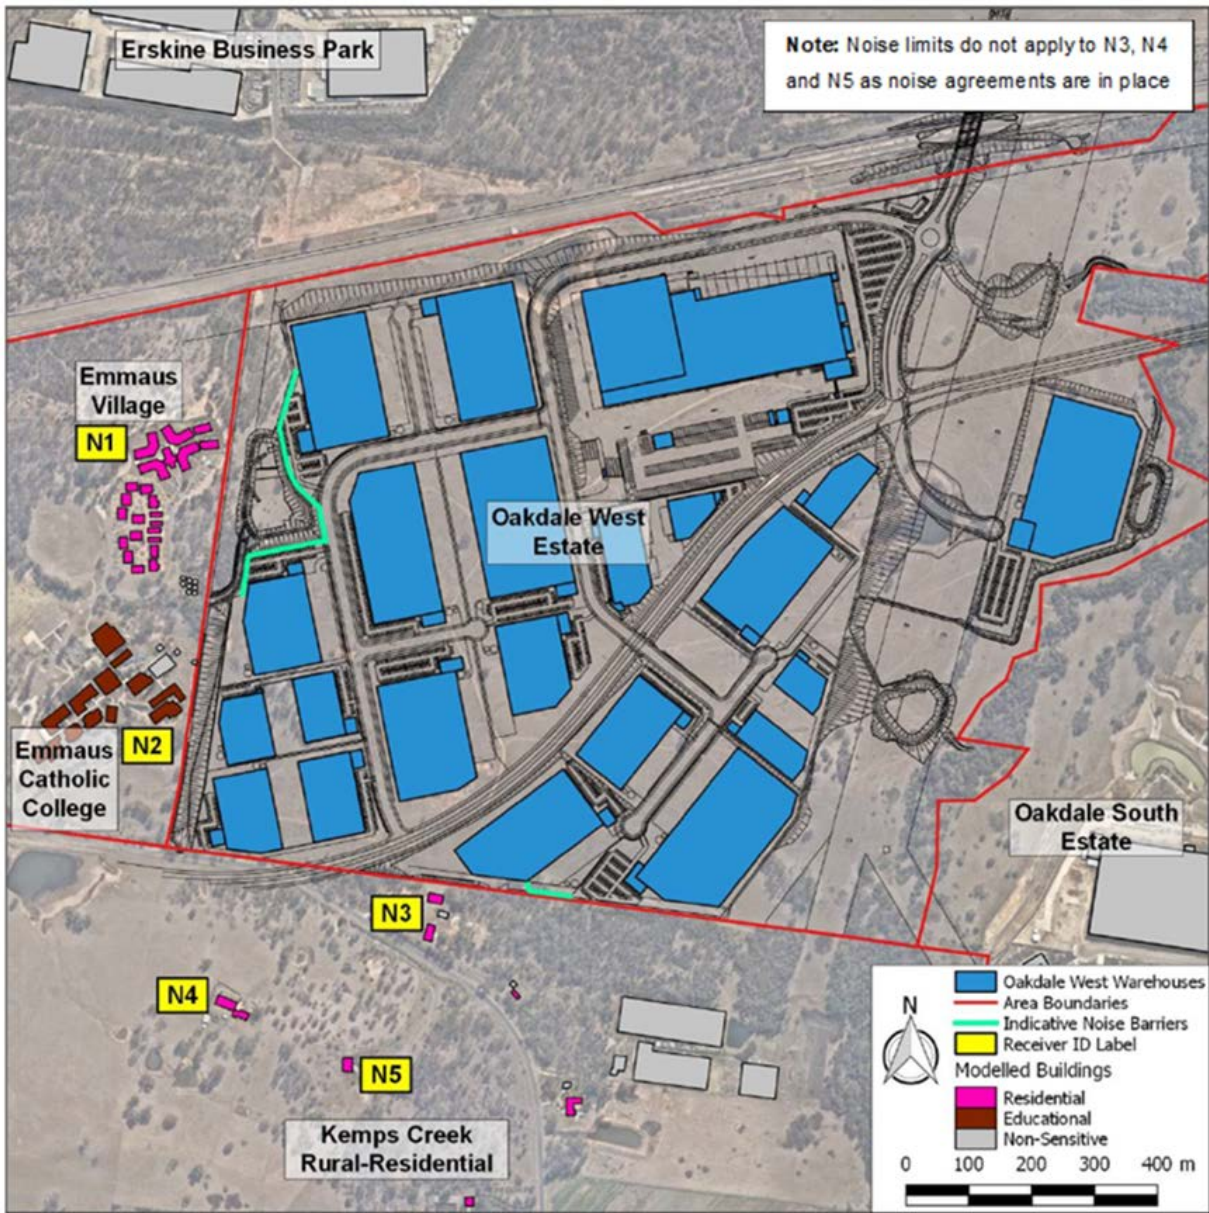 Erskine Business Park
Note: Noise limits do not apply to N3, N4
and N5 as noise agreements are in place
Emmaus
Village
N1
Oakdale West
Estate
N2
Emmaus
Catholic
College
Oakdale South
Estate
N3
N4
N5
Kemps Creek
Rural-Residential
N
Oakdale West Warehouses
Area Boundaries
Indicative Noise Barriers
Receiver ID Label
Modelled Buildings
Residential
Educational
Non-Sensitive
0 100 200 300 400 m